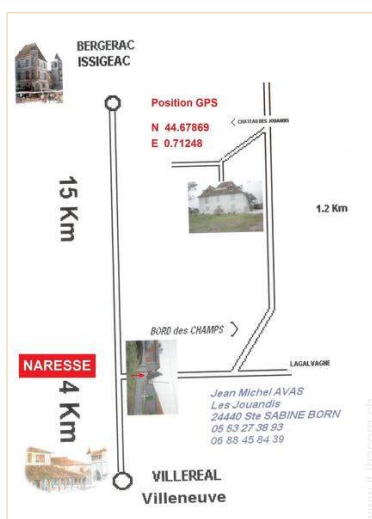 BERGERAC
ISSIGEAC
Position GPS
N 44.67869
E 0.71248
CHATEAU DES JOUANDIS
15 Km
1.2 Km
BORD des CHAMPS
NARESSE
LAGALVAGNE
4 Km
Jean Michel AVAS
Les Jouandis
24440 Ste SABINE BORN
05 53 27 38 93
06 88 45 84 39
VILLEREAL
Villeneuve